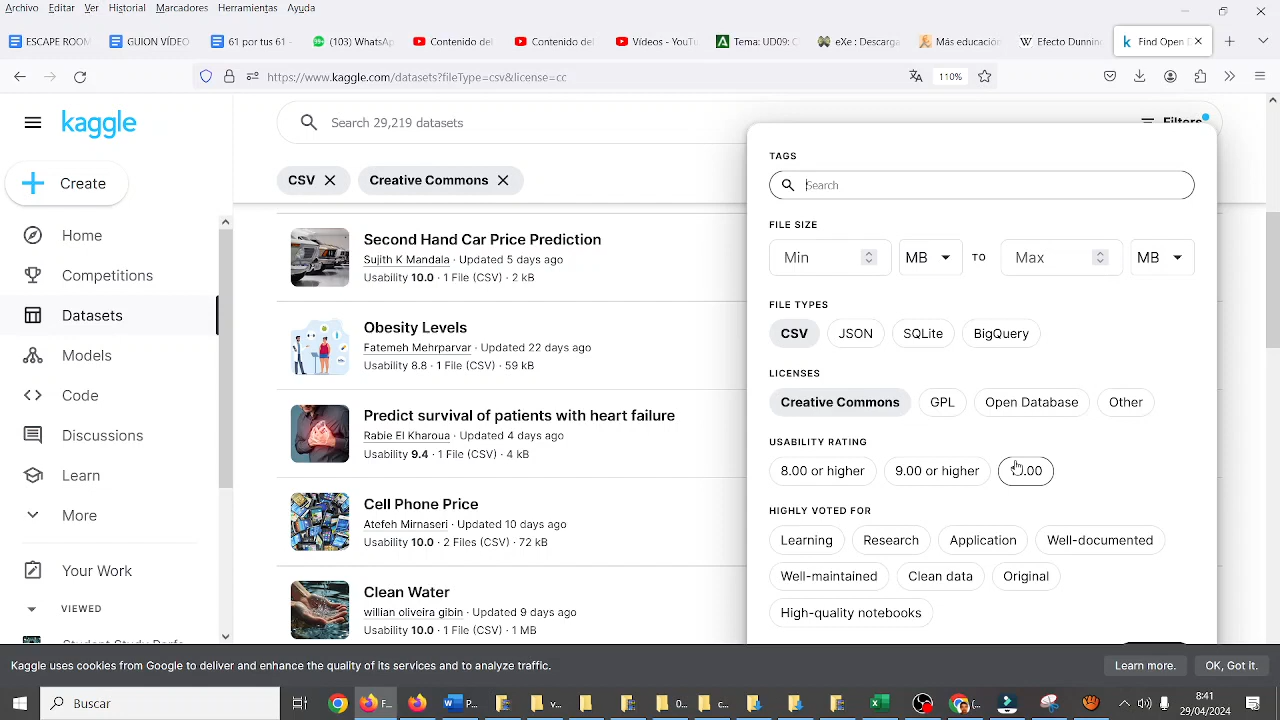 Archivo Editar Ver Historial Marcadores Herramientas Ayuda
ESCAPE ROOM GUION VÍDEO 61 por tus 61 - (103) WhatsAp Contenido del Contenido del Vídeos - YouTu Tema: UD09: C eXe : Descarga Más educación Efecto Dunning Find Open D
https://www.kaggle.com/datasets?fileType=csv&license=cc 110%
kaggle
Search 29,219 datasets
Filters
Create
CSV Creative Commons
Home
Competitions
Datasets
Models
Code
Discussions
Learn
More
Your Work
VIEWED
Second Hand Car Price Prediction
Sujith K Mandala · Updated 5 days ago
Usability 10.0 · 1 File (CSV) · 2 kB
Obesity Levels
Fatemeh Mehrparvar · Updated 22 days ago
Usability 8.8 · 1 File (CSV) · 59 kB
Predict survival of patients with heart failure
Rabie El Kharoua · Updated 4 days ago
Usability 9.4 · 1 File (CSV) · 4 kB
Cell Phone Price
Atefeh Mirnaseri · Updated 10 days ago
Usability 10.0 · 2 Files (CSV) · 72 kB
Clean Water
willian oliveira gibin · Updated 9 days ago
Usability 10.0 · 1 File (CSV) · 1 MB
TAGS
Search
FILE SIZE
Min MB TO Max MB
FILE TYPES
CSV JSON SQLite BigQuery
LICENSES
Creative Commons GPL Open Database Other
USABILITY RATING
8.00 or higher 9.00 or higher
HIGHLY VOTED FOR
Learning Research Application Well-documented
Well-maintained Clean data Original
High-quality notebooks
Kaggle uses cookies from Google to deliver and enhance the quality of its services and to analyze traffic.
Learn more. OK, Got it.
Buscar
8:41
29/04/2024